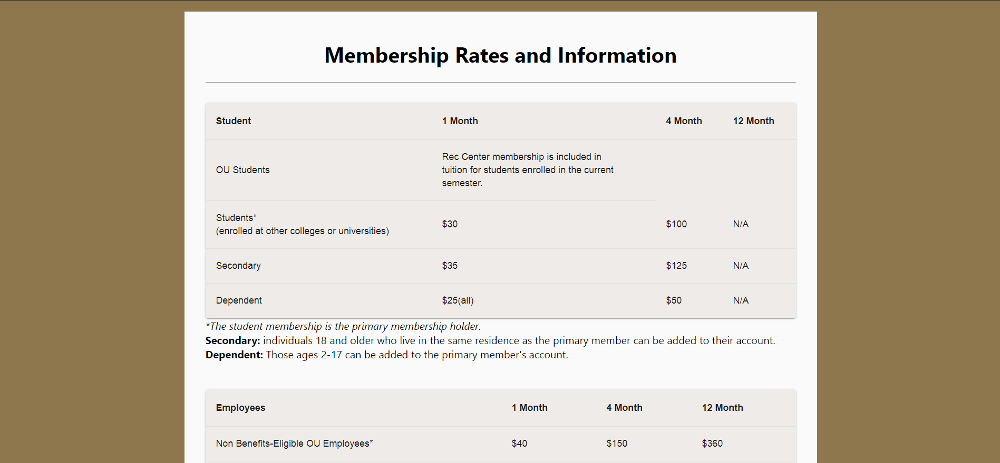 Membership Rates and Information
Student 1 Month 4 Month 12 Month
OU Students
Rec Center membership is included in
tuition for students enrolled in the current
semester.
Students*
(enrolled at other colleges or universities)
$30 $100 N/A
Secondary $35 $125 N/A
Dependent $25(all) $50 N/A
*The student membership is the primary membership holder.
Secondary: individuals 18 and older who live in the same residence as the primary member can be added to their account.
Dependent: Those ages 2-17 can be added to the primary member's account.
Employees 1 Month 4 Month 12 Month
Non Benefits-Eligible OU Employees* $40 $150 $360